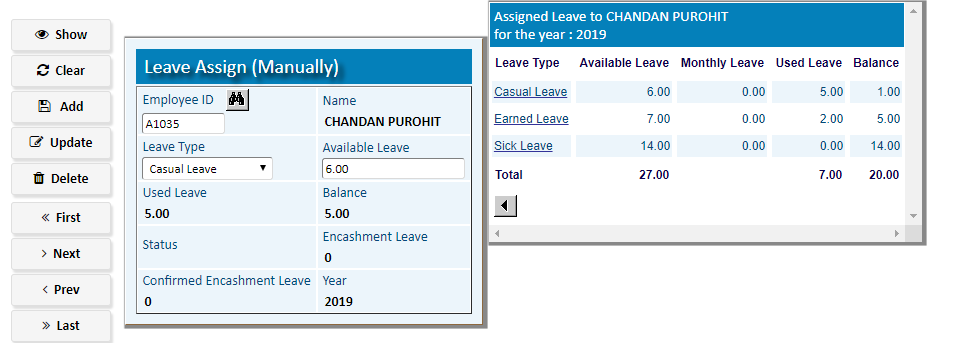 Show
Clear
Add
Update
Delete
First
Next
Prev
Last
Leave Assign (Manually)
Employee ID
A1035
Name
CHANDAN PUROHIT
Leave Type
Casual Leave
Available Leave
6.00
Used Leave
5.00
Balance
5.00
Status
Encashment Leave
0
Confirmed Encashment Leave
0
Year
2019
Assigned Leave to CHANDAN PUROHIT
for the year : 2019
Leave Type Available Leave Monthly Leave Used Leave Balance
Casual Leave 6.00 0.00 5.00 1.00
Earned Leave 7.00 0.00 2.00 5.00
Sick Leave 14.00 0.00 0.00 14.00
Total 27.00 7.00 20.00